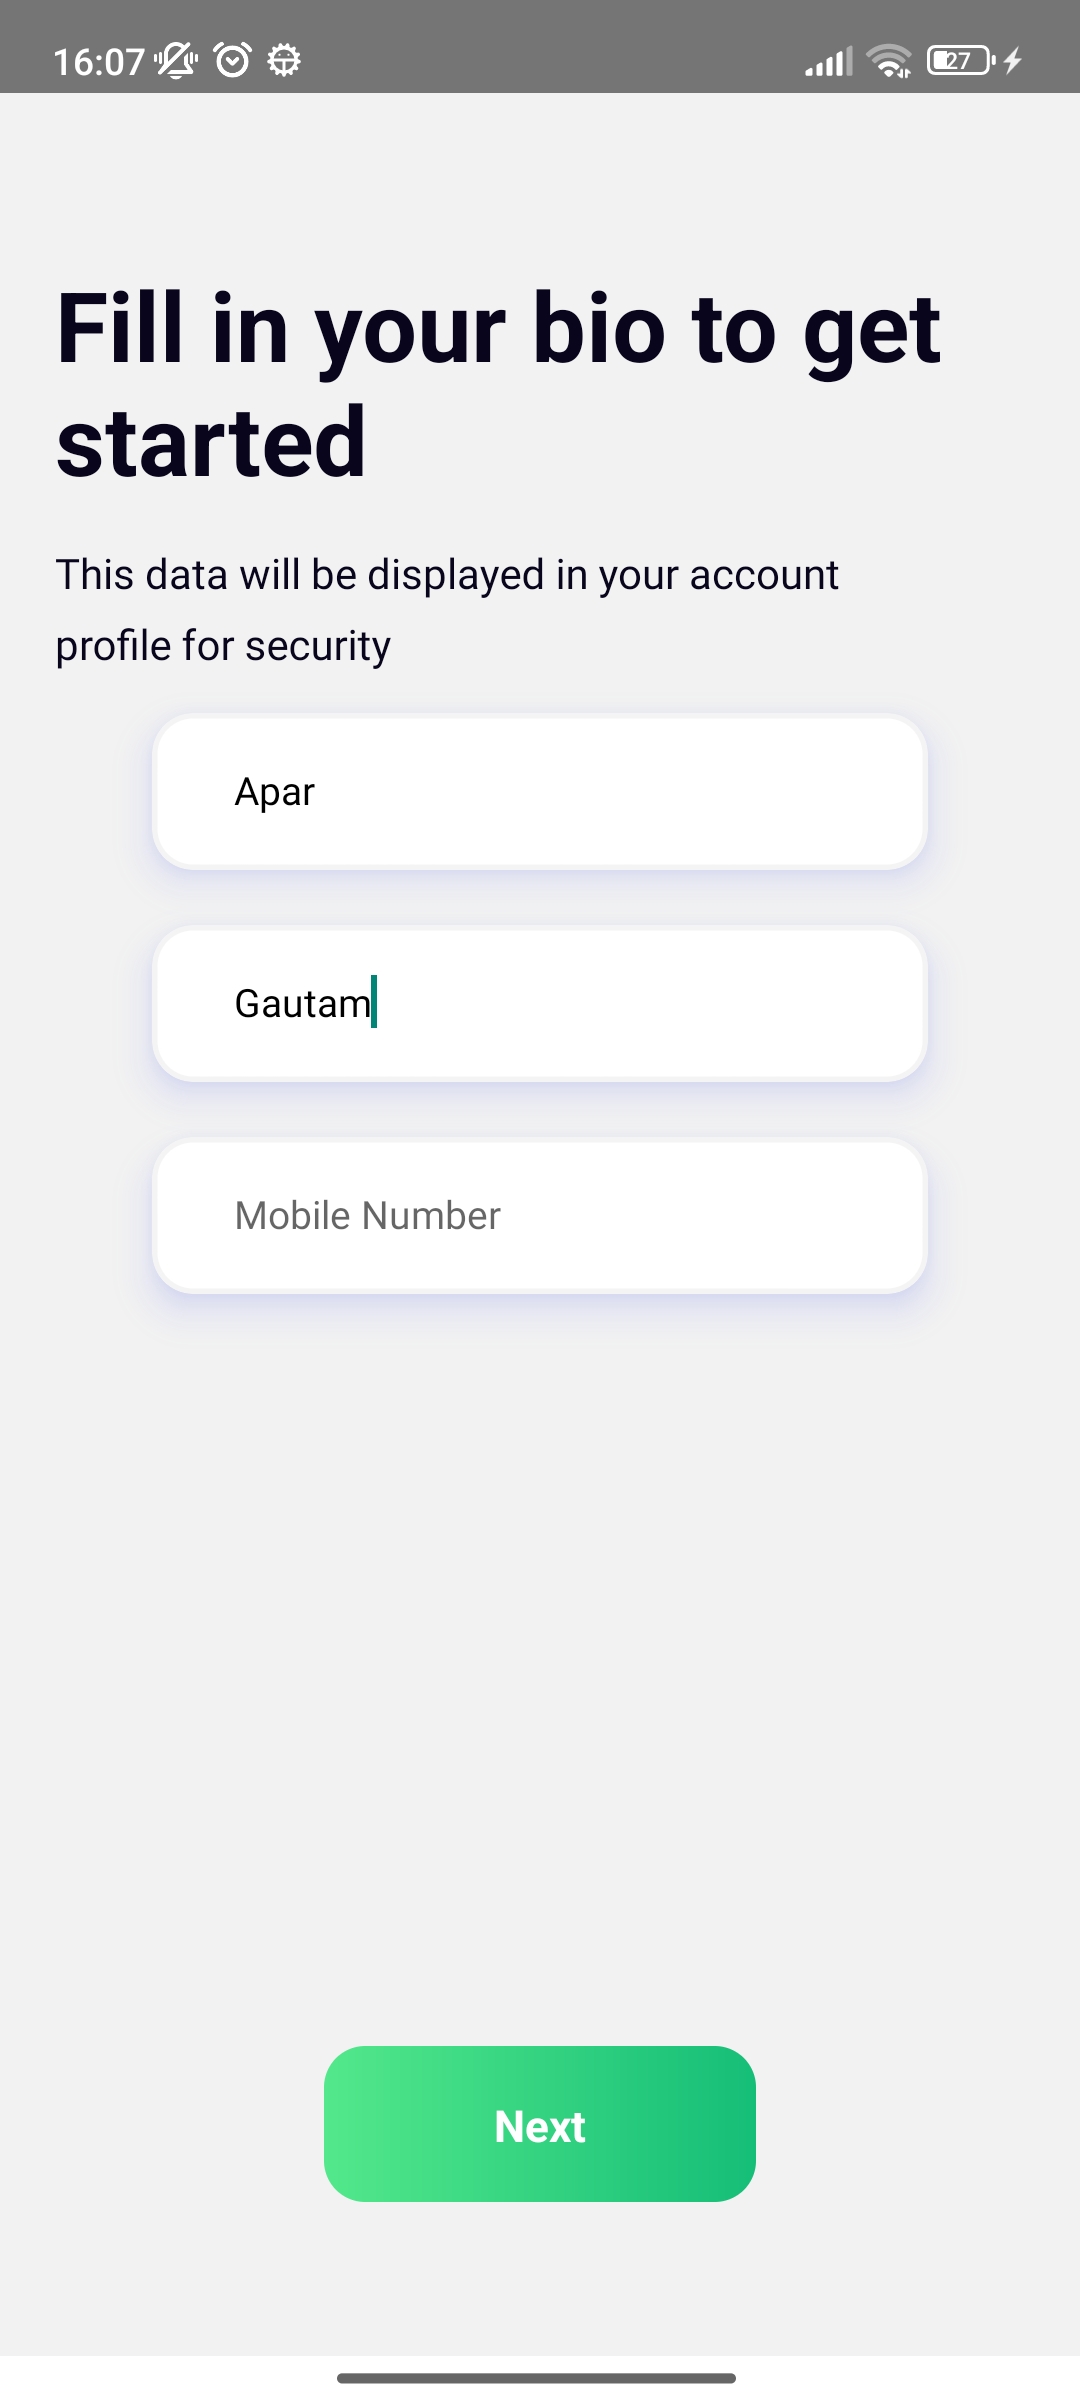 16:07
27
Fill in your bio to get
started
This data will be displayed in your account
profile for security
Apar
Gautam
Mobile Number
Next